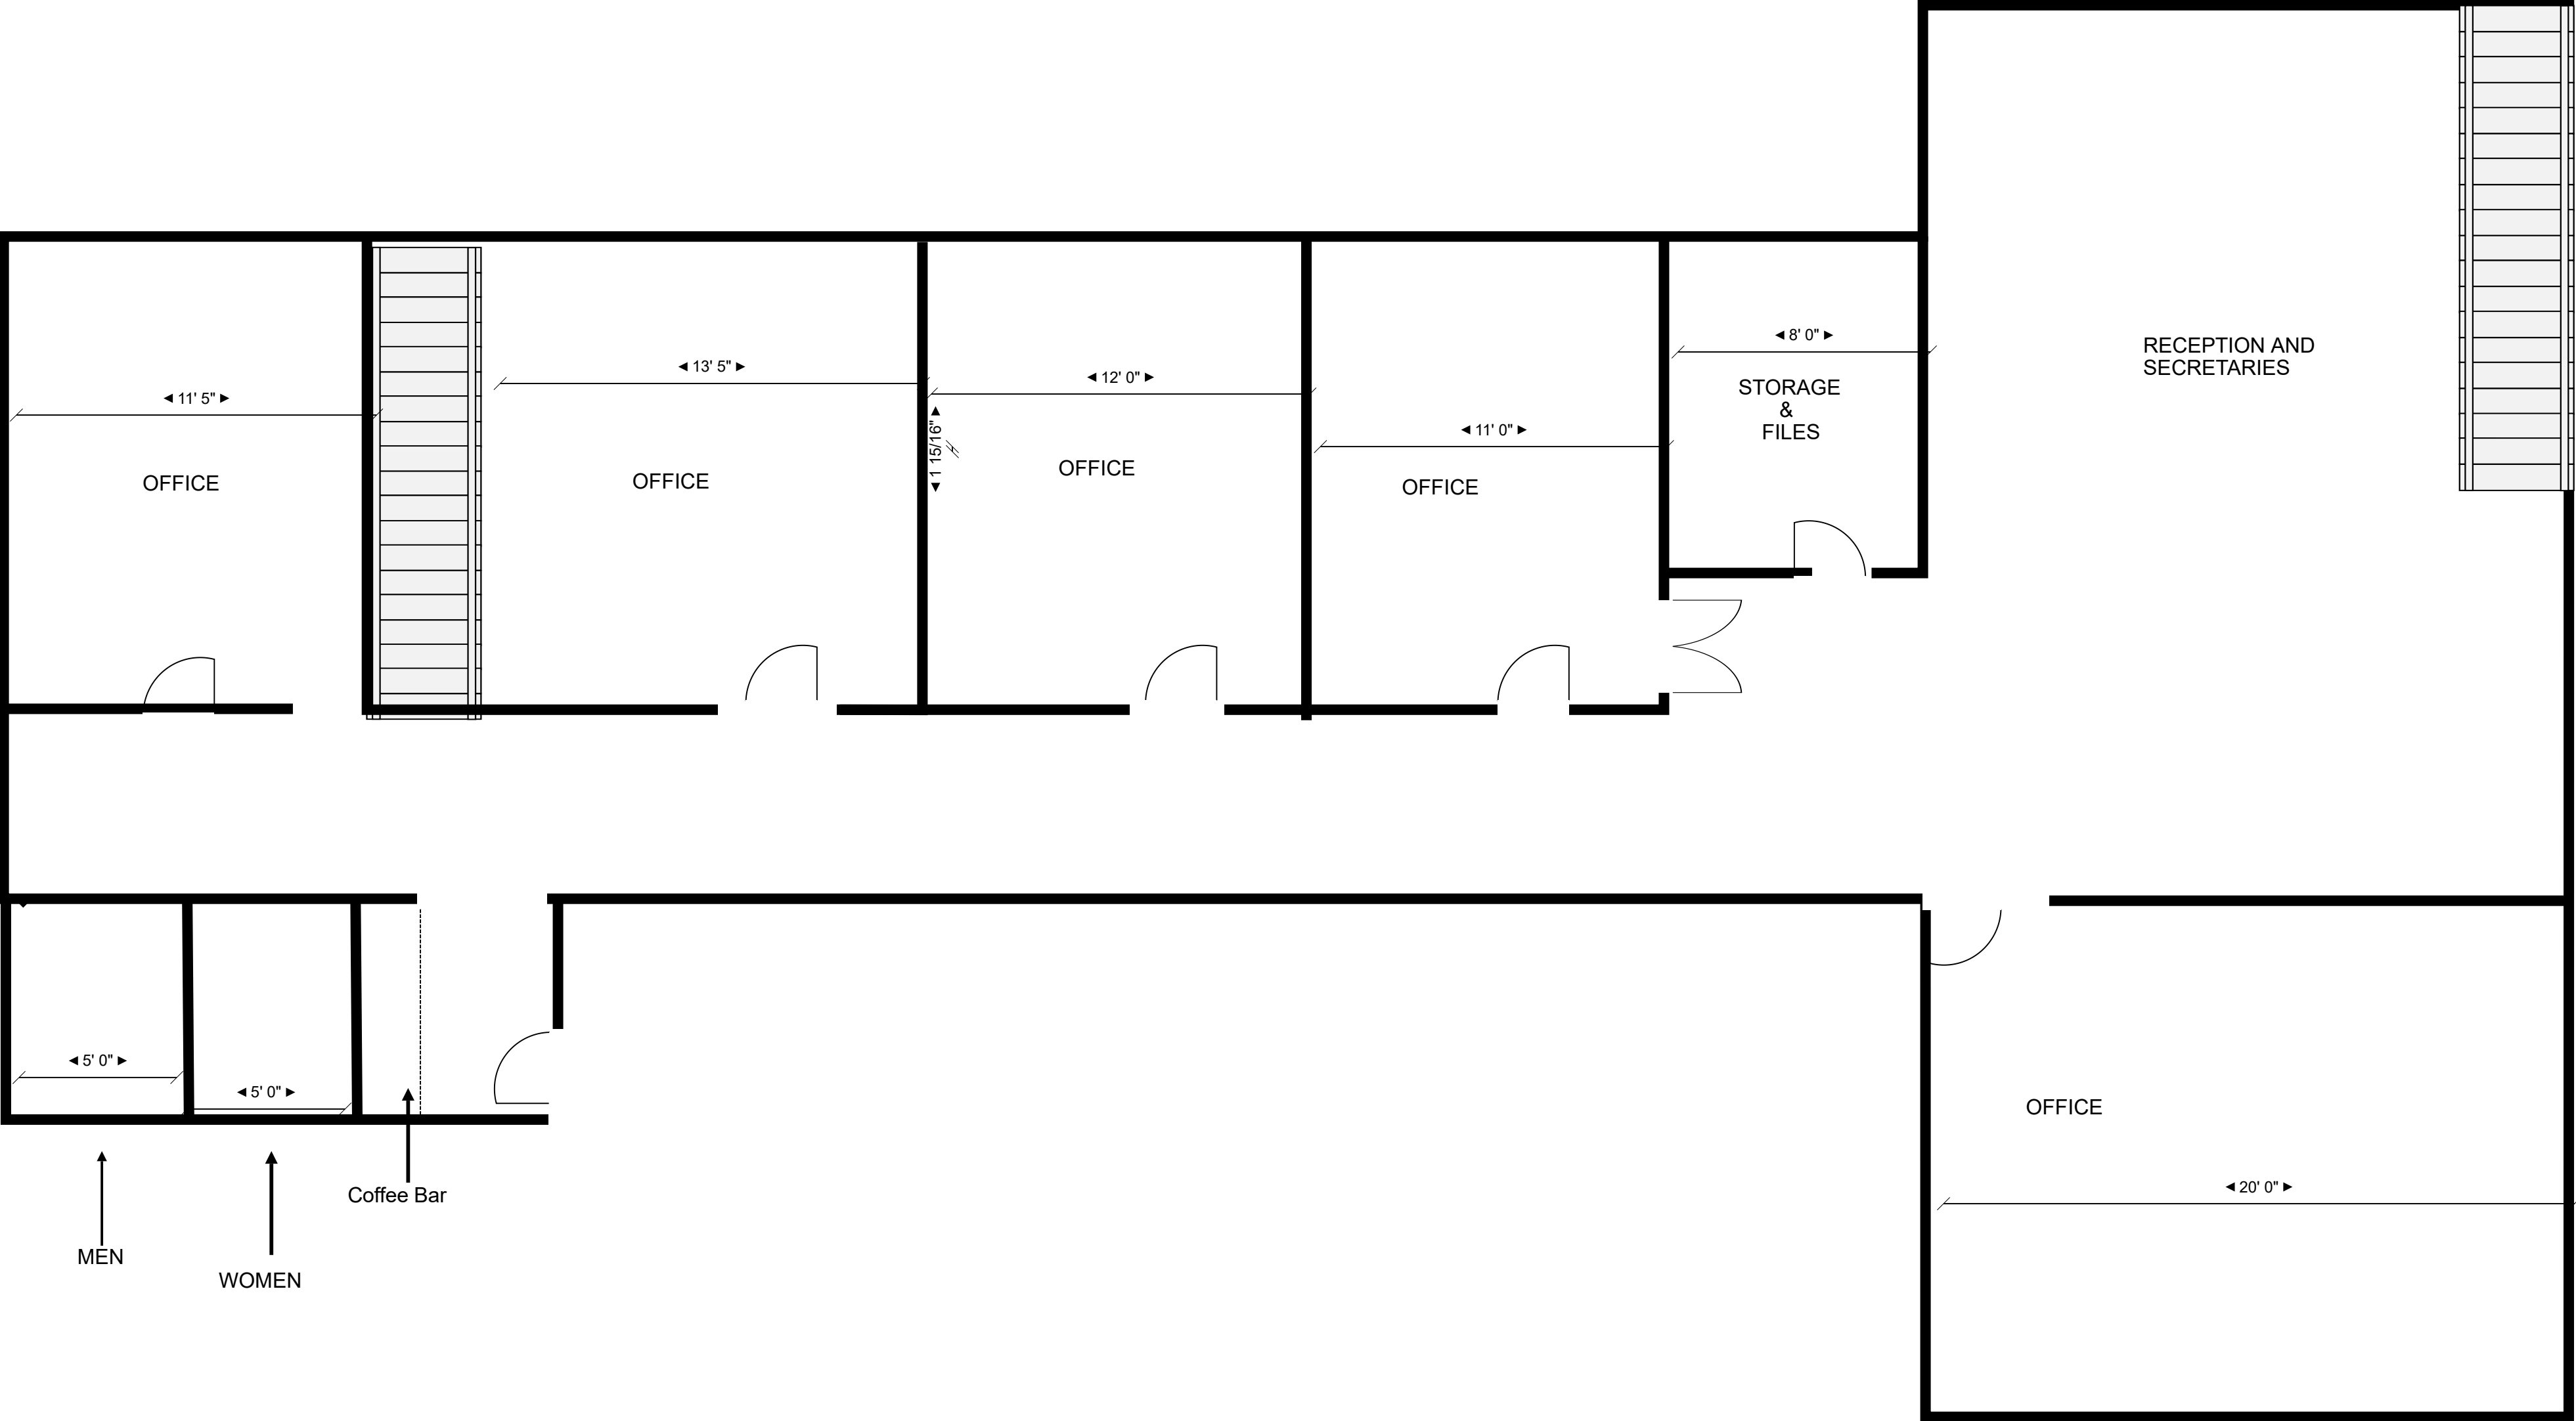 8' 0"
RECEPTION AND
SECRETARIES
13' 5"
12' 0"
STORAGE
&
FILES
11' 5"
11' 0"
1 15/16"
OFFICE
OFFICE
OFFICE
OFFICE
5' 0"
5' 0"
OFFICE
20' 0"
Coffee Bar
MEN
WOMEN